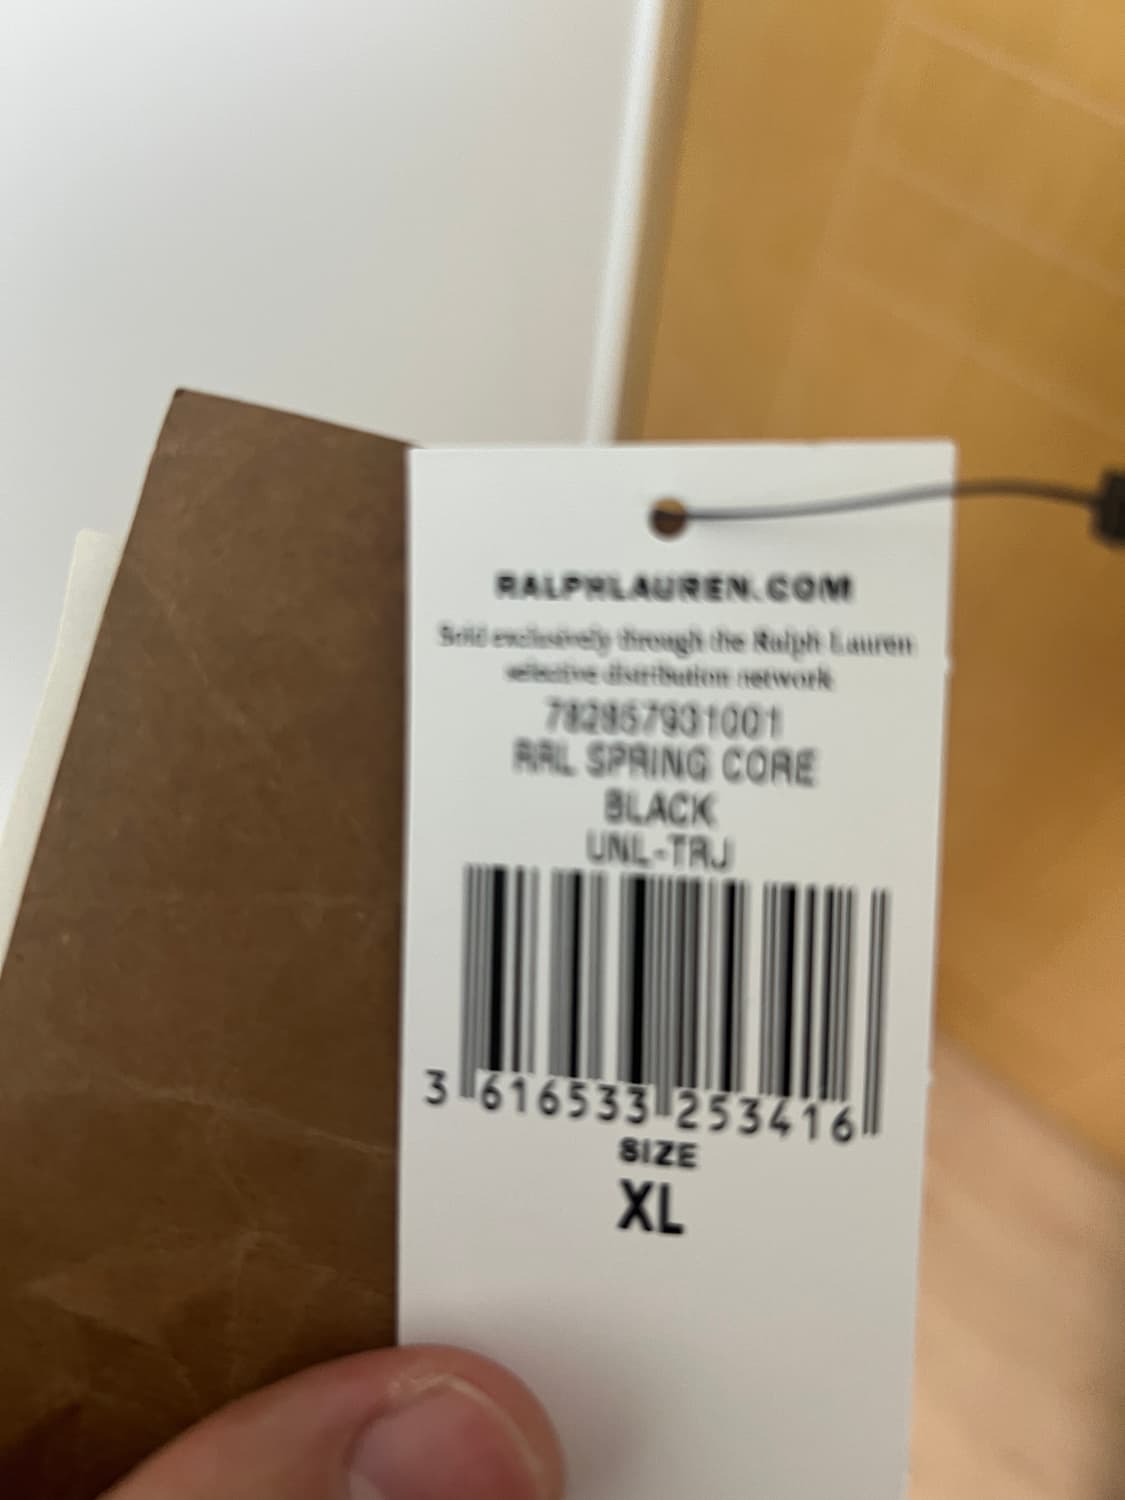 RALPHLAUREN.COM
Sold exclusively through the Ralph Lauren
selective distribution network
782857931001
RRL SPRING CORE
BLACK
UNL-TRJ
3 616533 253416
SIZE
XL